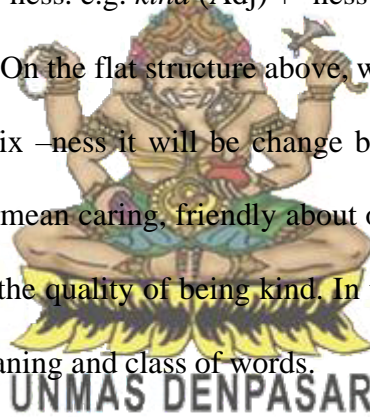 ness. e.g. kind (Adj) + -ness
On the flat structure above, w
ix –ness it will be change b
mean caring, friendly about o
the quality of being kind. In
aning and class of words.
UNMAS DENPASAR